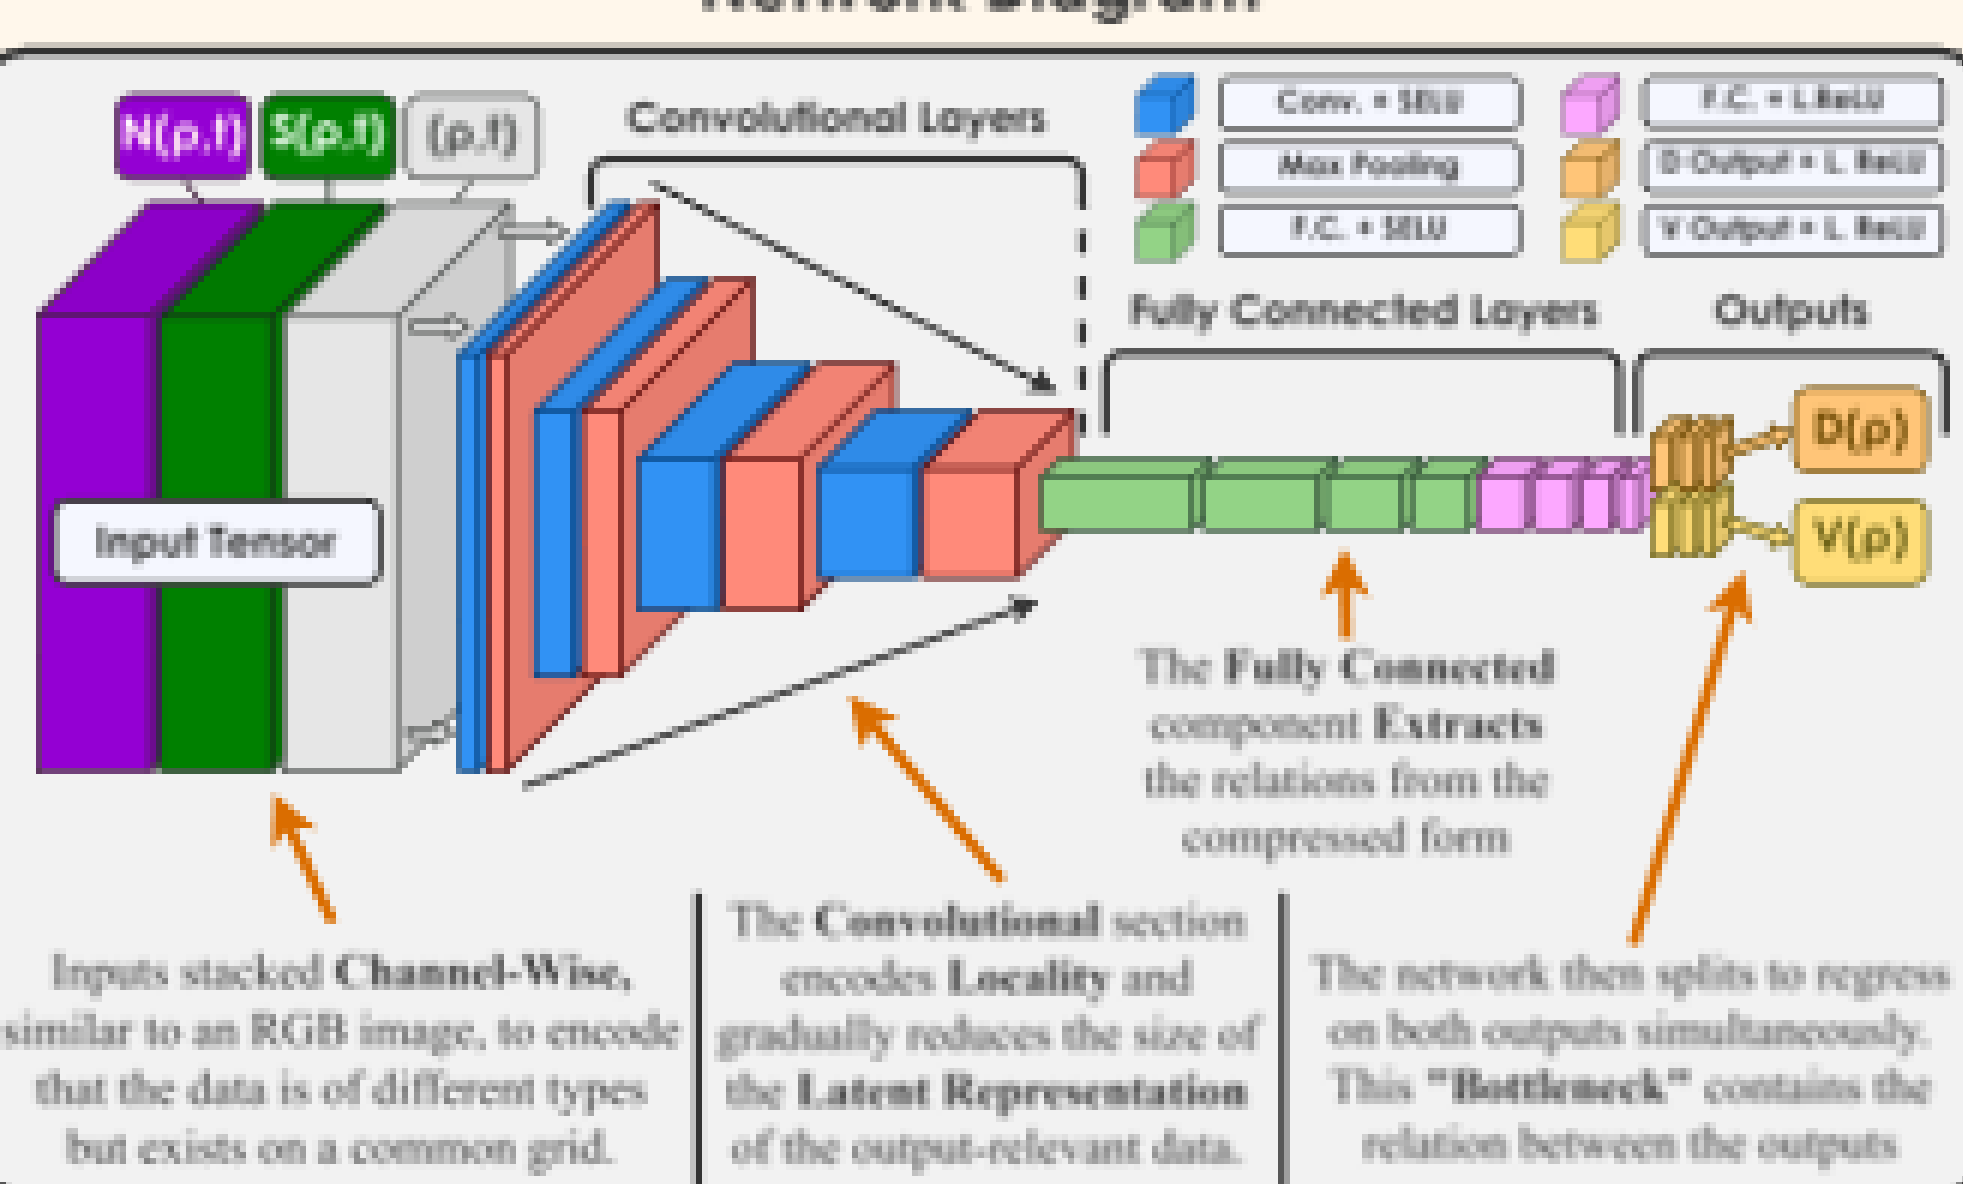 Network Diagram
N(ρ,t) S(ρ,t) (ρ,t)
Convolutional Layers
Conv. + SELU
F.C. + L.ReLU
Max Pooling
D Output + L. ReLU
F.C. + SELU
V Output + L. ReLU
Fully Connected Layers
Outputs
D(ρ)
V(ρ)
Input Tensor
The Fully Connected
component Extracts
the relations from the
compressed form
Inputs stacked Channel-Wise,
similar to an RGB image, to encode
that the data is of different types
but exists on a common grid.
The Convolutional section
encodes Locality and
gradually reduces the size of
the Latent Representation
of the output-relevant data.
The network then splits to regress
on both outputs simultaneously.
This "Bottleneck" contains the
relation between the outputs